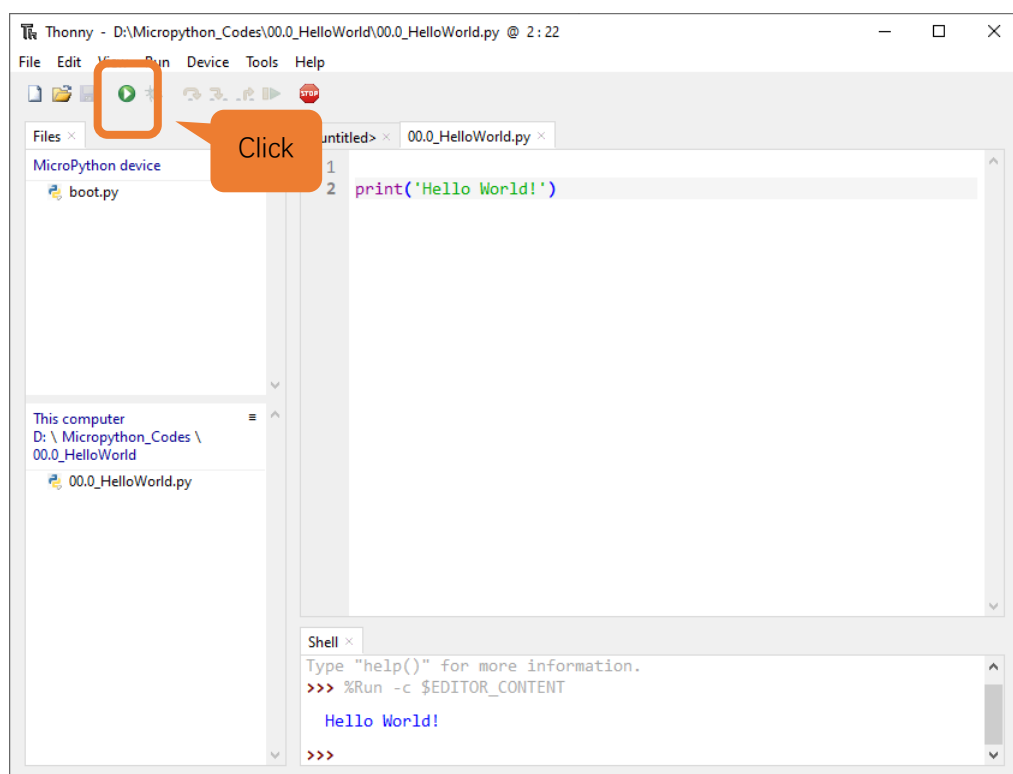 Thonny - D:\Micropython_Codes\00.0_HelloWorld\00.0_HelloWorld.py @ 2:22
File Edit Run Device Tools Help
STOP
Click
Files
untitled> 00.0_HelloWorld.py
MicroPython device
boot.py
1
2 print('Hello World!')
This computer
D: \ Micropython_Codes \
00.0_HelloWorld
00.0_HelloWorld.py
Shell
Type "help()" for more information.
>>> %Run -c $EDITOR_CONTENT
Hello World!
>>>